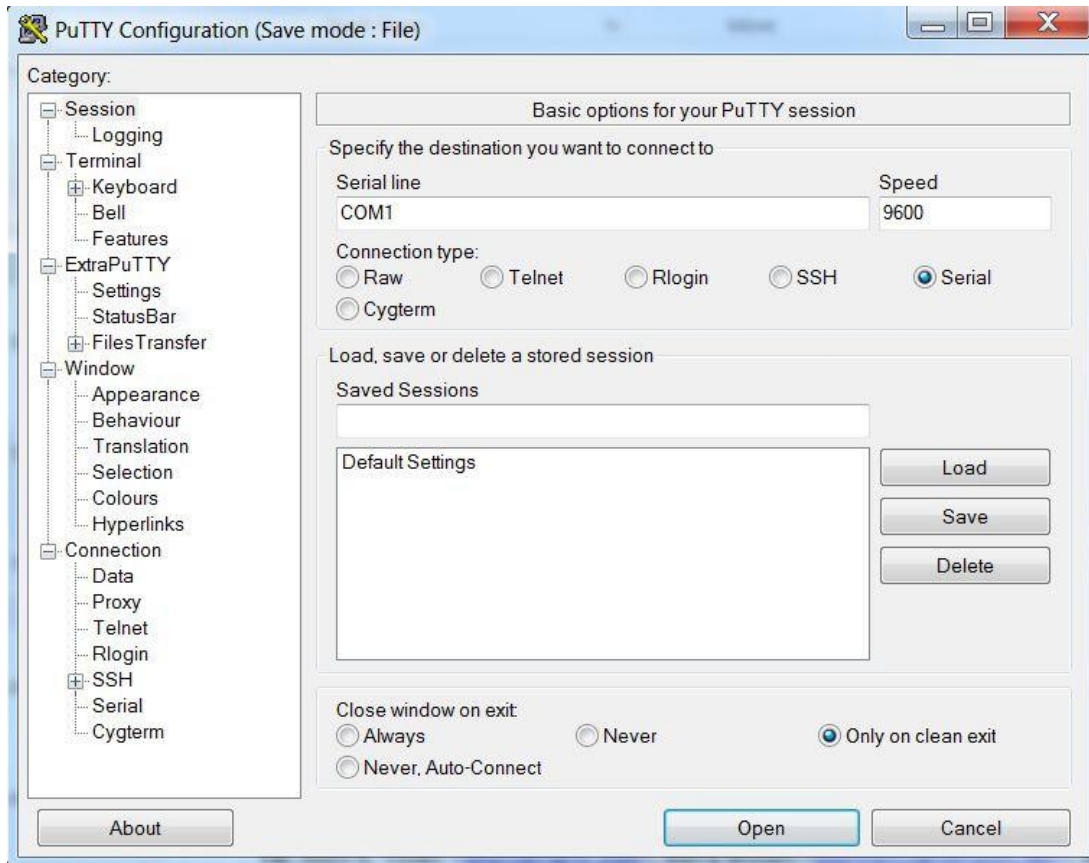 PuTTY Configuration (Save mode : File)
Category:
Session
Logging
Terminal
Keyboard
Bell
Features
ExtraPuTTY
Settings
StatusBar
FilesTransfer
Window
Appearance
Behaviour
Translation
Selection
Colours
Hyperlinks
Connection
Data
Proxy
Telnet
Rlogin
SSH
Serial
Cygterm
About
Basic options for your PuTTY session
Specify the destination you want to connect to
Serial line Speed
COM1 9600
Connection type:
Raw Telnet Rlogin SSH Serial
Cygterm
Load, save or delete a stored session
Saved Sessions
Default Settings
Load
Save
Delete
Close window on exit:
Always Never Only on clean exit
Never, Auto-Connect
Open Cancel